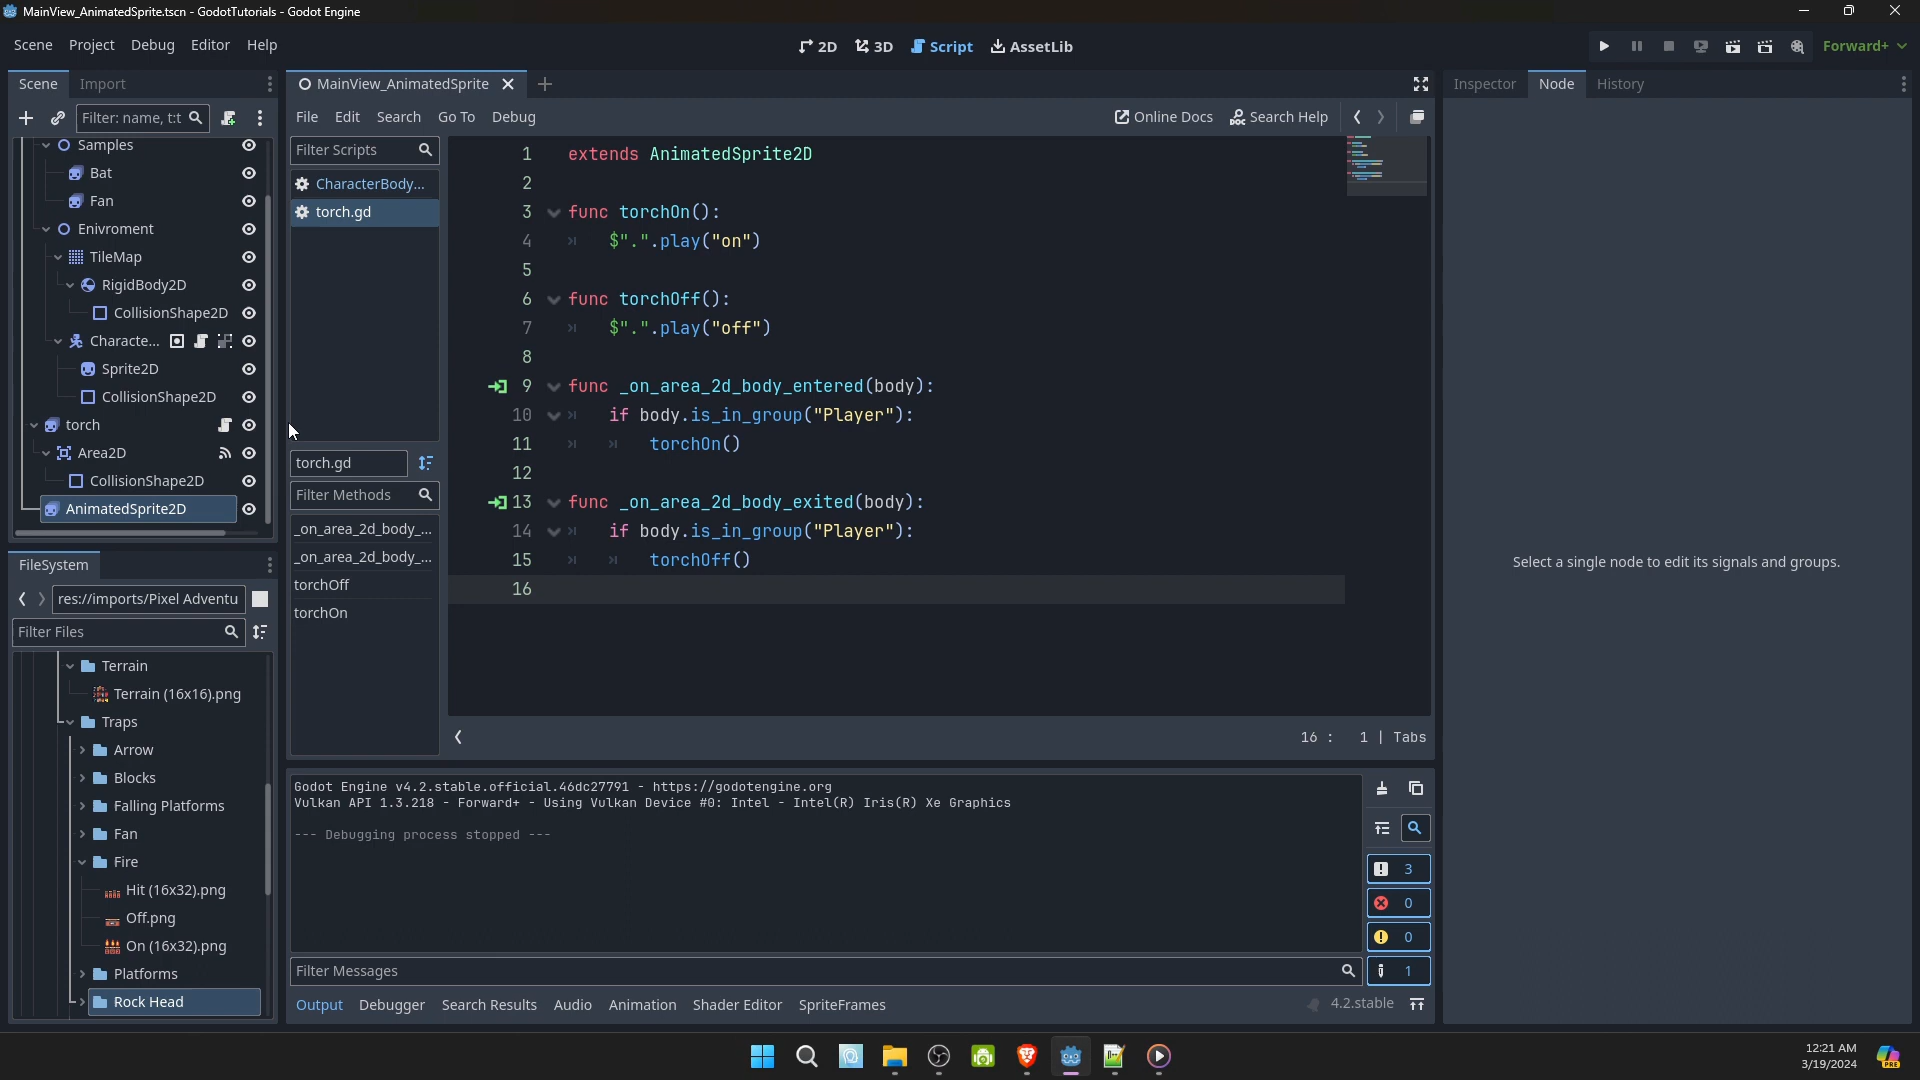 MainView_AnimatedSprite.tscn - GodotTutorials - Godot Engine
Scene Project Debug Editor Help
2D 3D Script AssetLib
Forward+
Scene Import
MainView_AnimatedSprite
Inspector Node History
Filter: name, t:t
File Edit Search Go To Debug
Online Docs Search Help
Samples
Bat
Fan
Enivroment
TileMap
RigidBody2D
CollisionShape2D
Characte...
Sprite2D
CollisionShape2D
torch
Area2D
CollisionShape2D
AnimatedSprite2D
FileSystem
res://imports/Pixel Adventu
Filter Files
Terrain
Terrain (16x16).png
Traps
Arrow
Blocks
Falling Platforms
Fan
Fire
Hit (16x32).png
Off.png
On (16x32).png
Platforms
Rock Head
Filter Scripts
CharacterBody...
torch.gd
torch.gd
Filter Methods
_on_area_2d_body_...
_on_area_2d_body_...
torchOff
torchOn
1 extends AnimatedSprite2D
2
3 func torchOn():
4 $".".play("on")
5
6 func torchOff():
7 $".".play("off")
8
9 func _on_area_2d_body_entered(body):
10 if body.is_in_group("Player"):
11 torchOn()
12
13 func _on_area_2d_body_exited(body):
14 if body.is_in_group("Player"):
15 torchOff()
16
16 : 1 | Tabs
Godot Engine v4.2.stable.official.46dc27791 - https://godotengine.org
Vulkan API 1.3.218 - Forward+ - Using Vulkan Device #0: Intel - Intel(R) Iris(R) Xe Graphics
--- Debugging process stopped ---
3
0
0
1
Filter Messages
Output Debugger Search Results Audio Animation Shader Editor SpriteFrames
4.2.stable
Select a single node to edit its signals and groups.
12:21 AM
3/19/2024
PRE